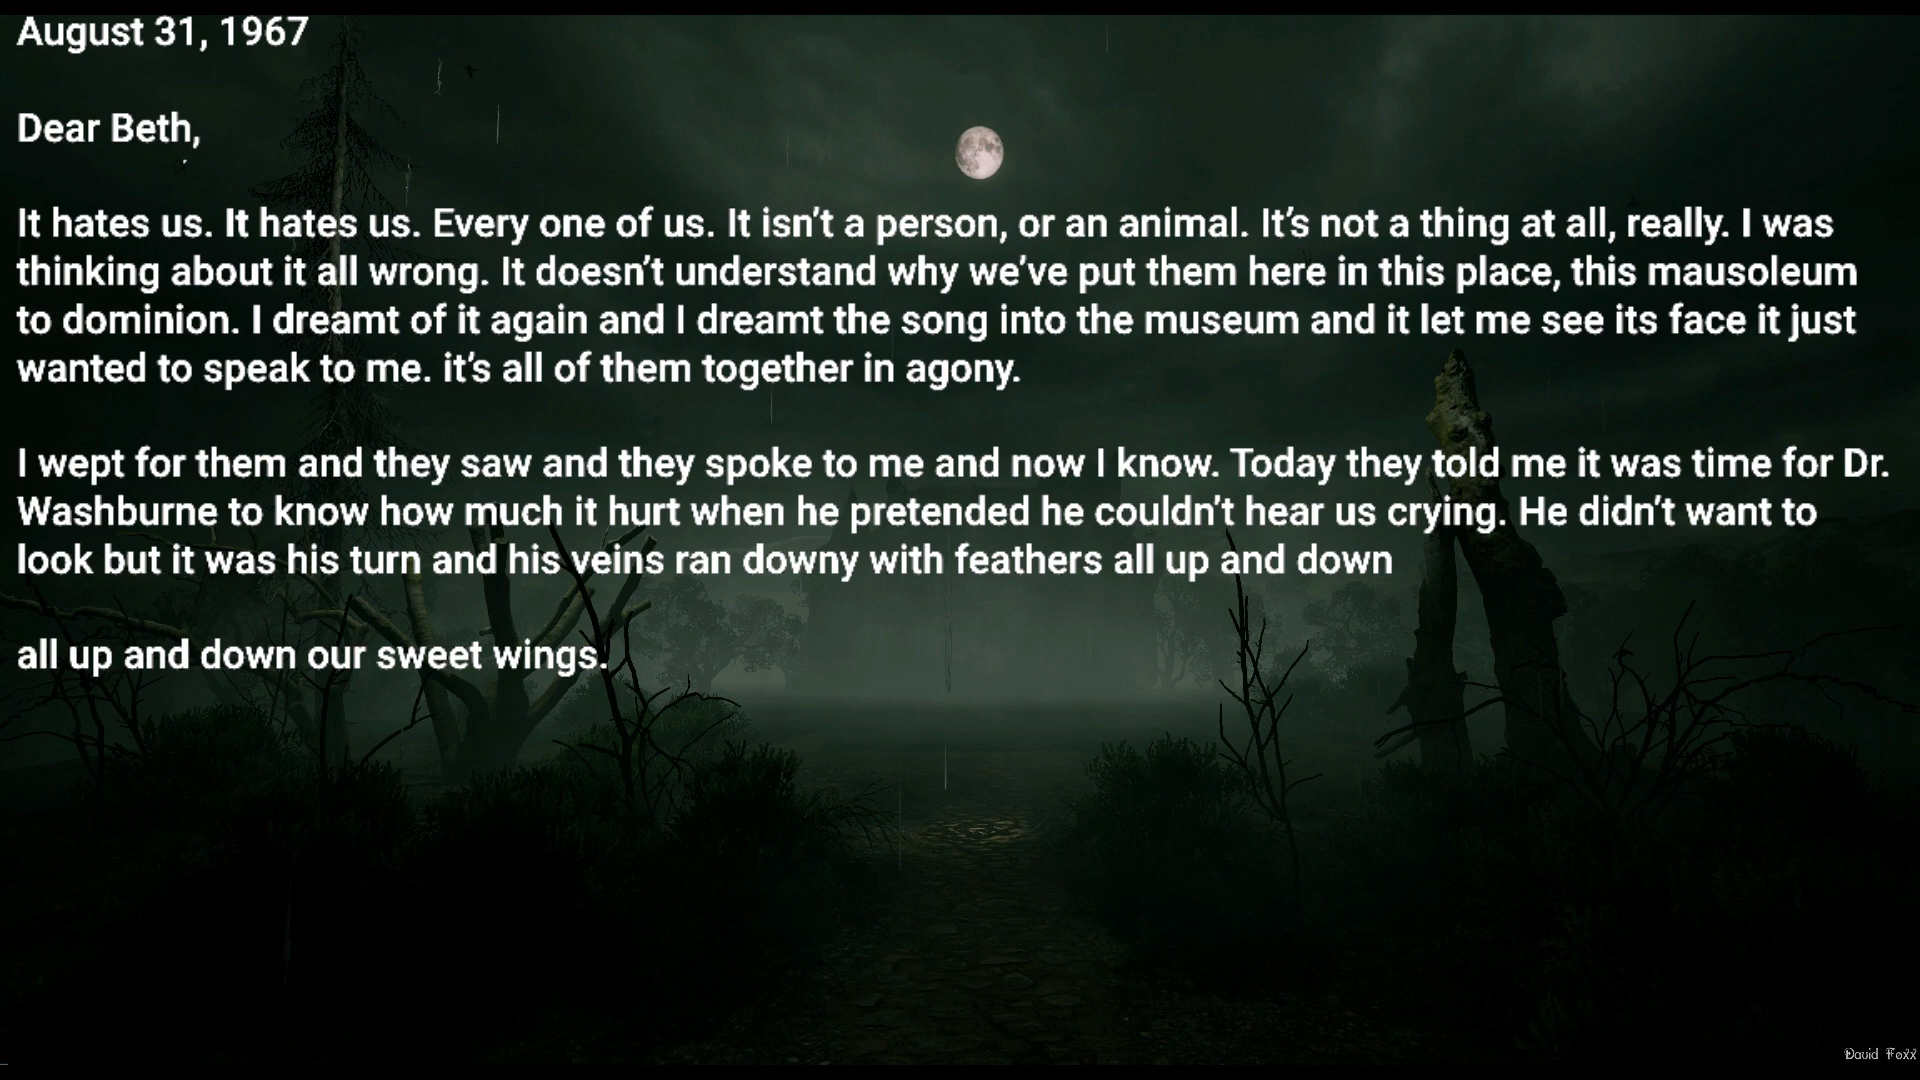 August 31, 1967
Dear Beth,
It hates us. It hates us. Every one of us. It isn’t a person, or an animal. It’s not a thing at all, really. I was
thinking about it all wrong. It doesn’t understand why we’ve put them here in this place, this mausoleum
to dominion. I dreamt of it again and I dreamt the song into the museum and it let me see its face it just
wanted to speak to me. it’s all of them together in agony.
I wept for them and they saw and they spoke to me and now I know. Today they told me it was time for Dr.
Washburne to know how much it hurt when he pretended he couldn’t hear us crying. He didn’t want to
look but it was his turn and his veins ran downy with feathers all up and down
all up and down our sweet wings.
David Foxx